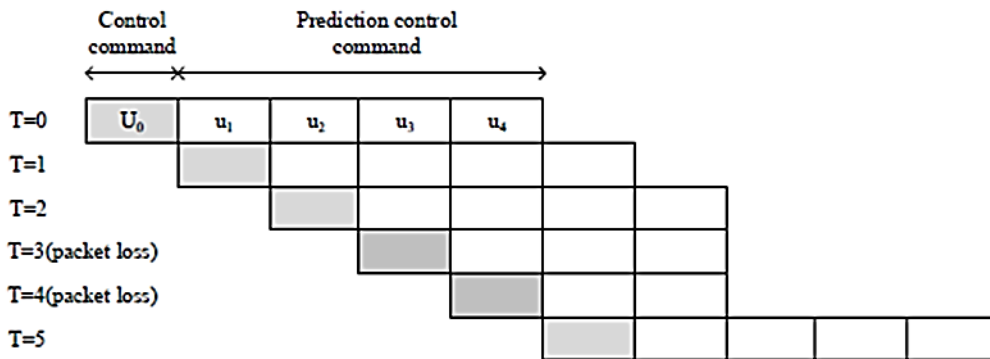 Control command
Prediction control command
T=0 U₀ u₁ u₂ u₃ u₄
T=1
T=2
T=3(packet loss)
T=4(packet loss)
T=5